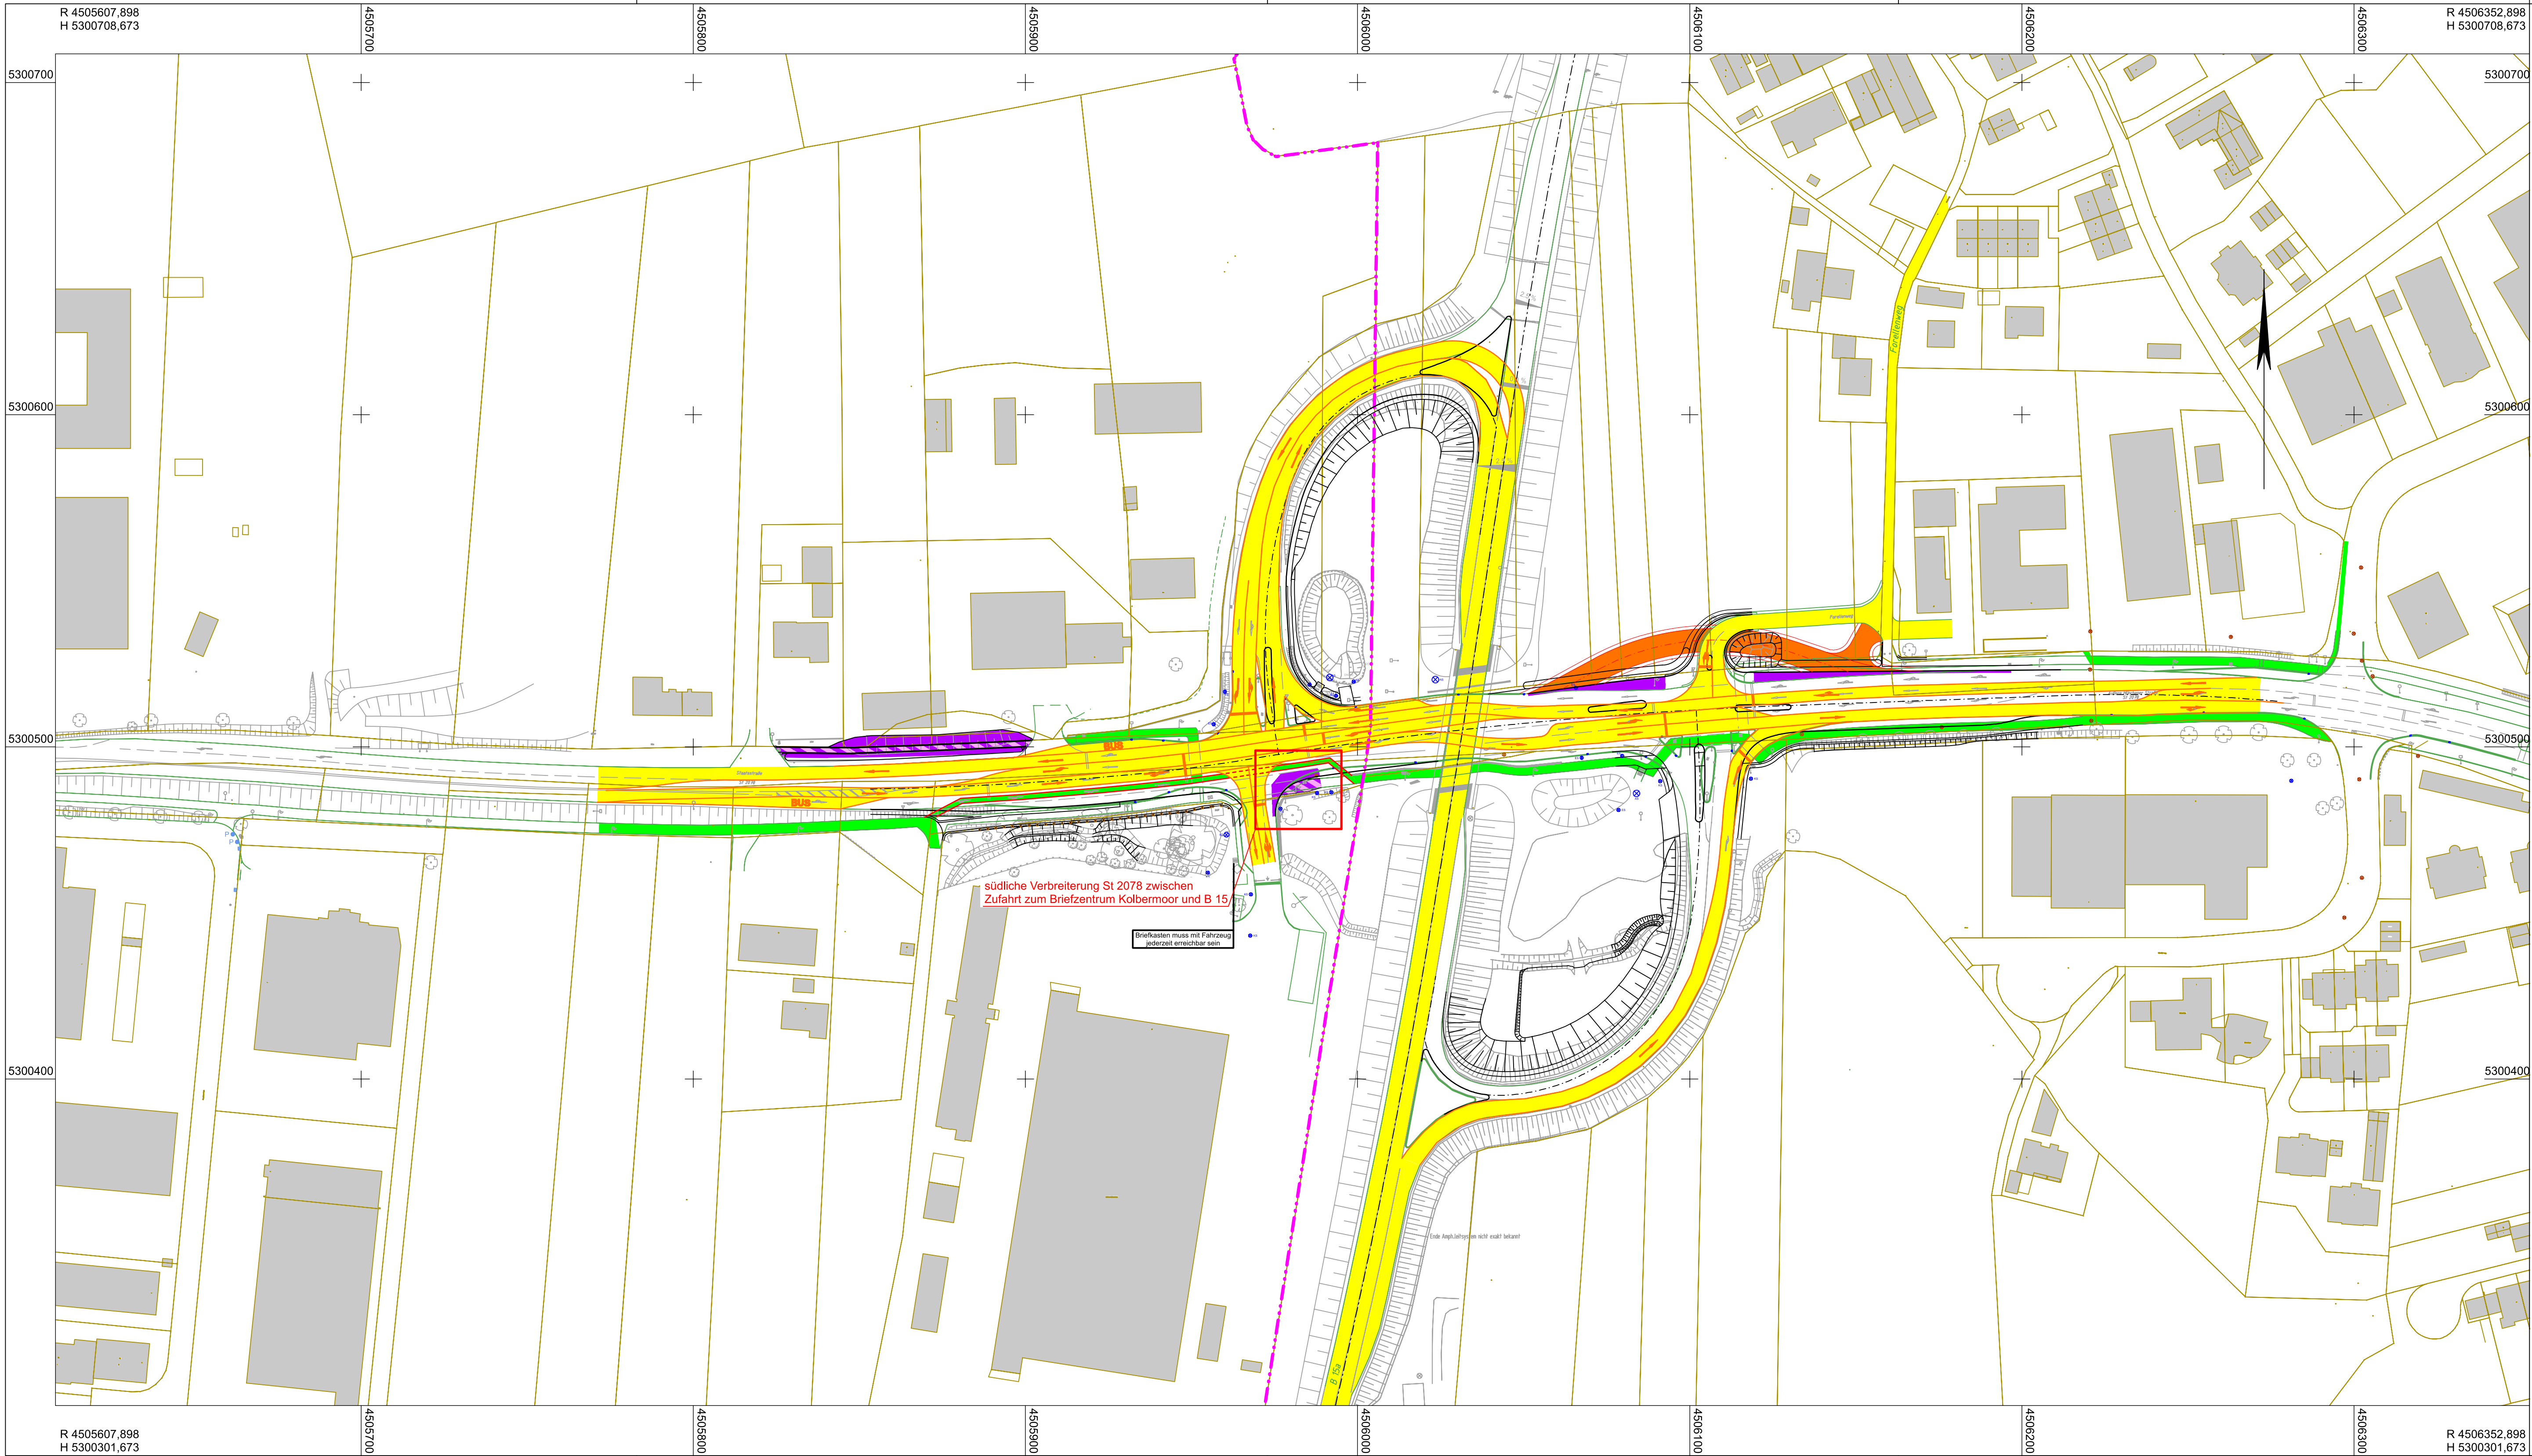 R 4505607,898
H 5300708,673
4505700
4505800
4505900
4506000
4506100
4506200
4506300
R 4506352,898
H 5300708,673
5300700
5300700
Forellenweg
5300600
5300600
Forellenweg
5300500
5300500
BUS
BUS
P
P
südliche Verbreiterung St 2078 zwischen
Zufahrt zum Briefzentrum Kolbermoor und B 15
Briefkasten muss mit Fahrzeug
jederzeit erreichbar sein
5300400
5300400
B 15a
R 4505607,898
H 5300301,673
4505700
4505800
4505900
4506000
4506100
4506200
4506300
R 4506352,898
H 5300301,673